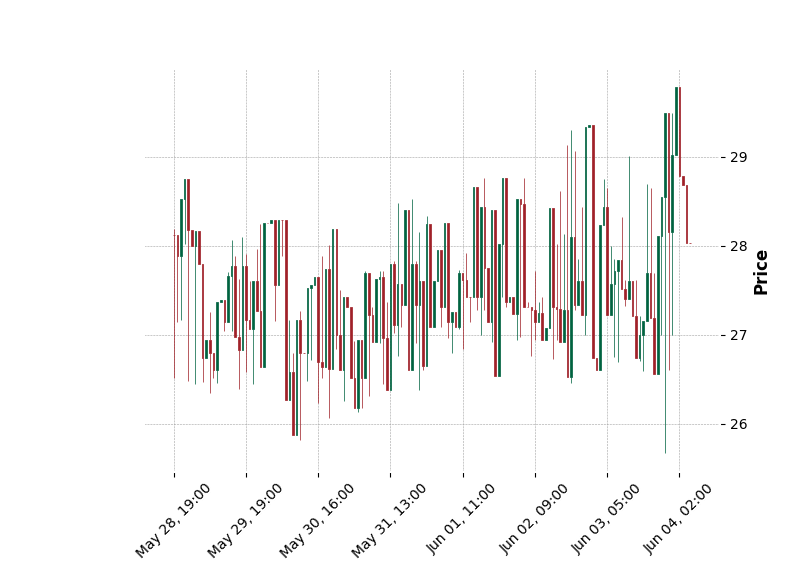 29
28
27
26
Price
May 28, 19:00
May 29, 19:00
May 30, 16:00
May 31, 13:00
Jun 01, 11:00
Jun 02, 09:00
Jun 03, 05:00
Jun 04, 02:00